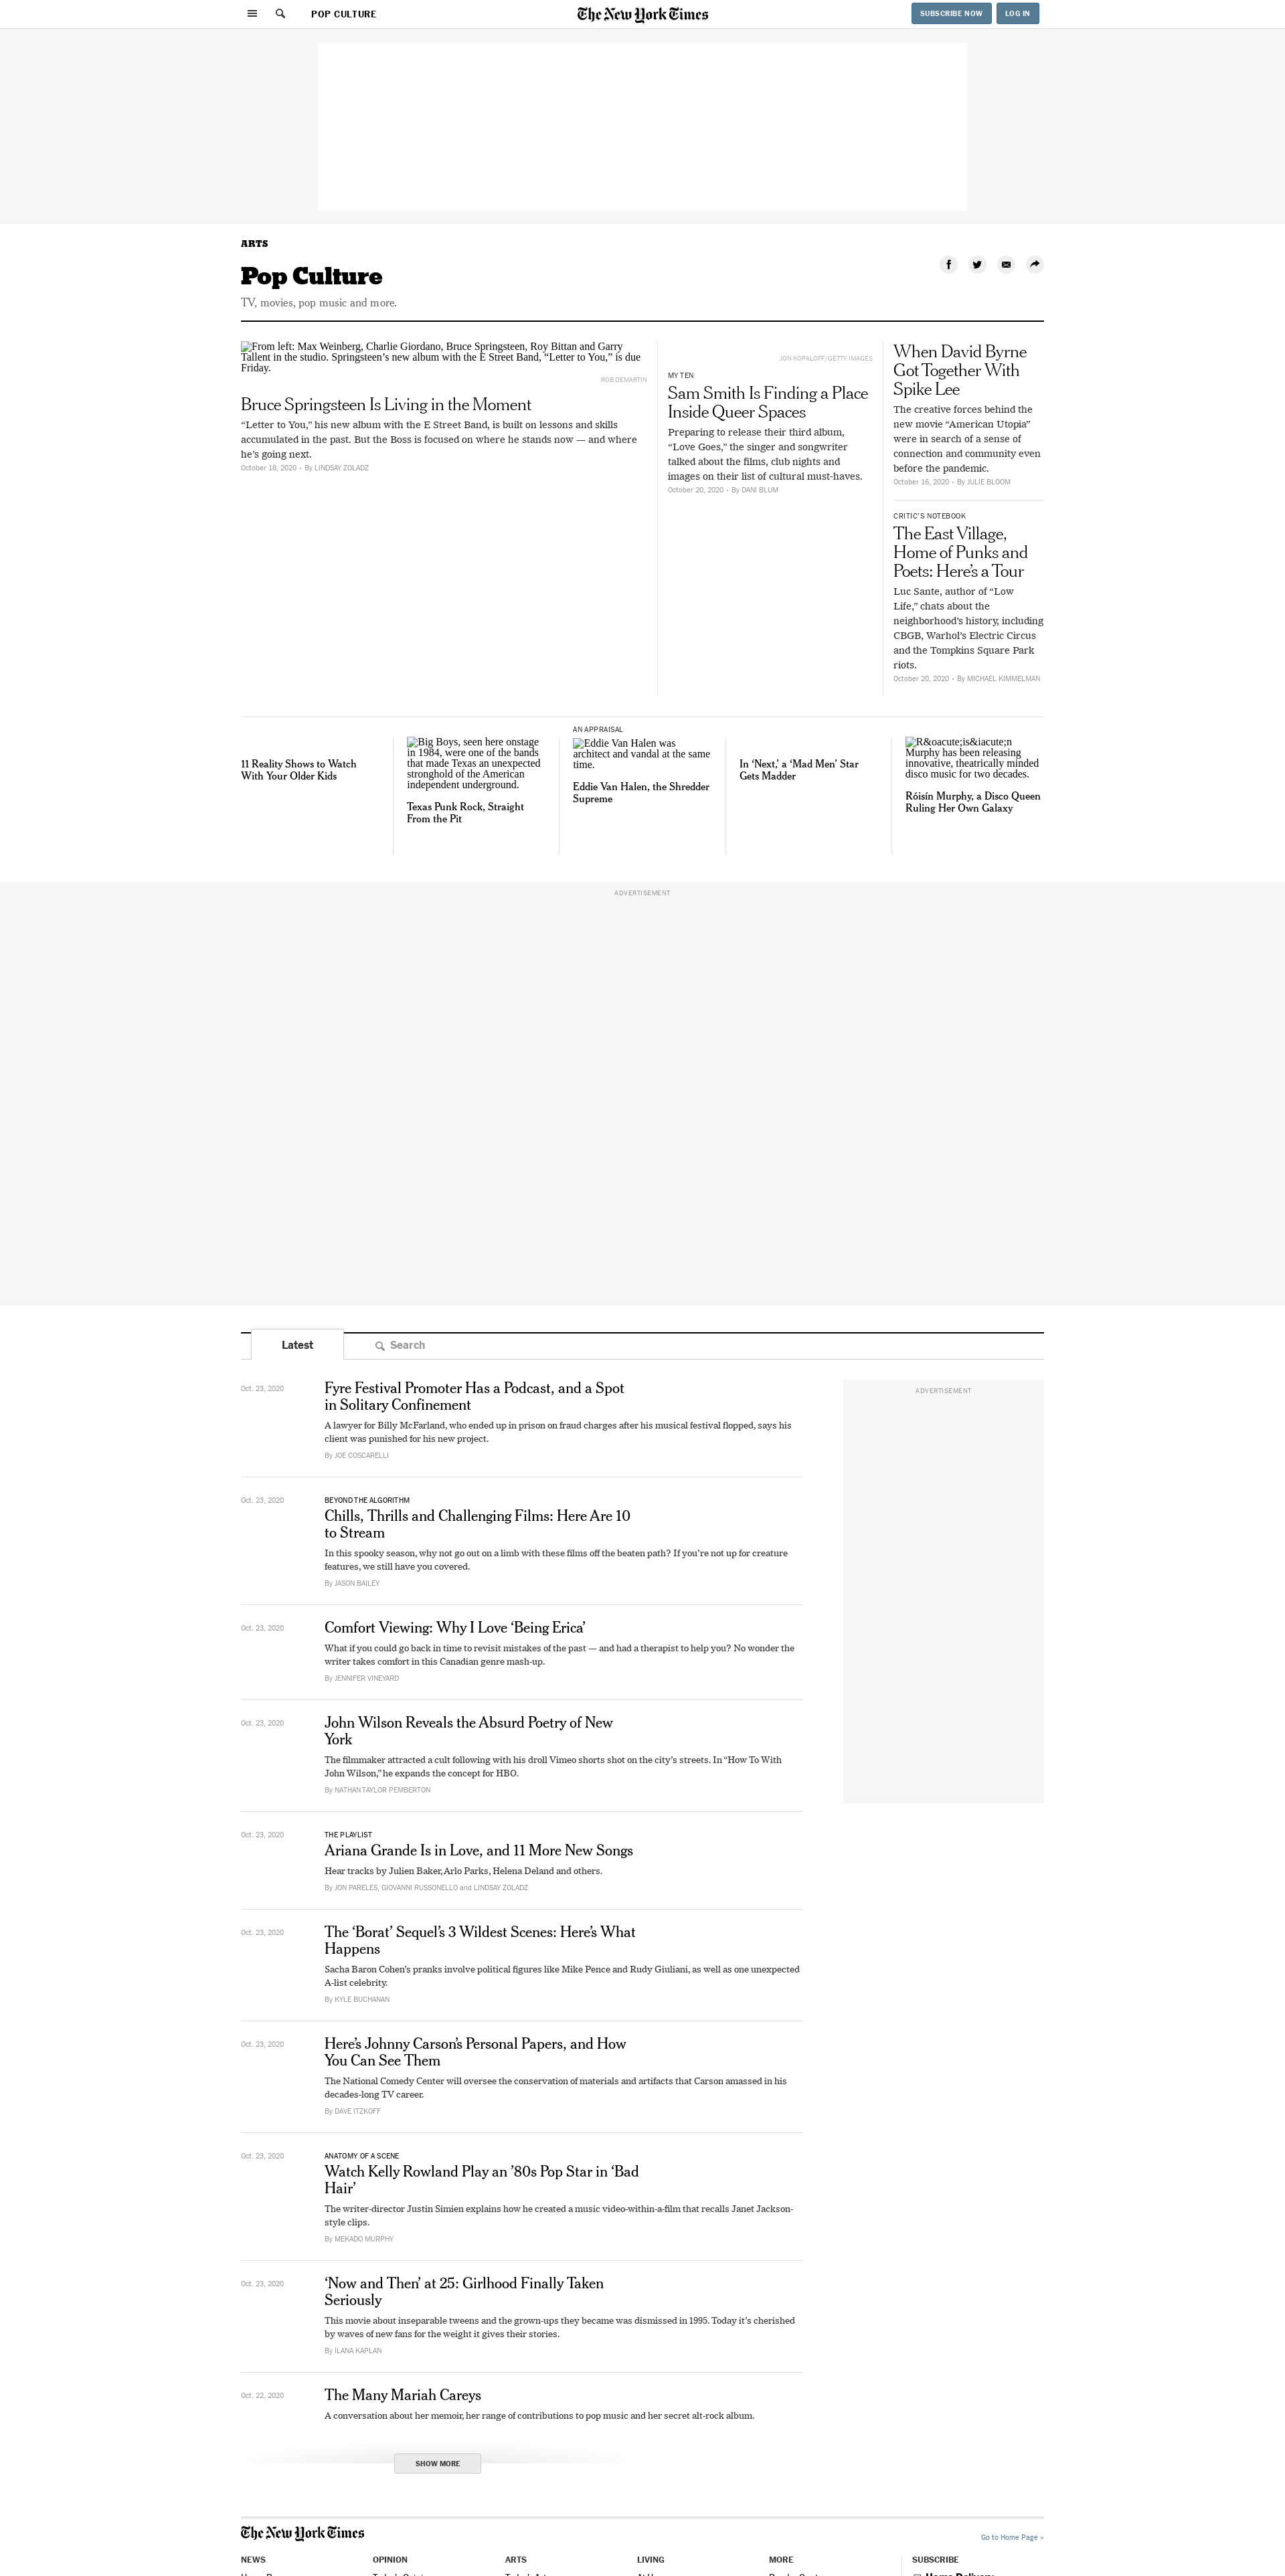 POP CULTURE
The New York Times
SUBSCRIBE NOW
LOG IN
ARTS
Pop Culture
TV, movies, pop music and more.
From left: Max Weinberg, Charlie Giordano, Bruce Springsteen, Roy Bittan and Garry
Tallent in the studio. Springsteen’s new album with the E Street Band, “Letter to You,” is due
Friday.
ROB DEMARTIN
Bruce Springsteen Is Living in the Moment
“Letter to You,” his new album with the E Street Band, is built on lessons and skills
accumulated in the past. But the Boss is focused on where he stands now — and where
he’s going next.
October 18, 2020 • By LINDSAY ZOLADZ
JON KOPALOFF/GETTY IMAGES
MY TEN
Sam Smith Is Finding a Place
Inside Queer Spaces
Preparing to release their third album,
“Love Goes,” the singer and songwriter
talked about the films, club nights and
images on their list of cultural must-haves.
October 20, 2020 • By DANI BLUM
When David Byrne
Got Together With
Spike Lee
The creative forces behind the
new movie “American Utopia”
were in search of a sense of
connection and community even
before the pandemic.
October 16, 2020 • By JULIE BLOOM
CRITIC’S NOTEBOOK
The East Village,
Home of Punks and
Poets: Here’s a Tour
Luc Sante, author of “Low
Life,” chats about the
neighborhood’s history, including
CBGB, Warhol’s Electric Circus
and the Tompkins Square Park
riots.
October 20, 2020 • By MICHAEL KIMMELMAN
11 Reality Shows to Watch
With Your Older Kids
Big Boys, seen here onstage
in 1984, were one of the bands
that made Texas an unexpected
stronghold of the American
independent underground.
Texas Punk Rock, Straight
From the Pit
AN APPRAISAL
Eddie Van Halen was
architect and vandal at the same
time.
Eddie Van Halen, the Shredder
Supreme
In ‘Next,’ a ‘Mad Men’ Star
Gets Madder
R&oacute;is&iacute;n
Murphy has been releasing
innovative, theatrically minded
disco music for two decades.
Róisín Murphy, a Disco Queen
Ruling Her Own Galaxy
ADVERTISEMENT
Latest
Search
Oct. 23, 2020
Fyre Festival Promoter Has a Podcast, and a Spot
in Solitary Confinement
A lawyer for Billy McFarland, who ended up in prison on fraud charges after his musical festival flopped, says his
client was punished for his new project.
By JOE COSCARELLI
ADVERTISEMENT
Oct. 23, 2020
BEYOND THE ALGORITHM
Chills, Thrills and Challenging Films: Here Are 10
to Stream
In this spooky season, why not go out on a limb with these films off the beaten path? If you’re not up for creature
features, we still have you covered.
By JASON BAILEY
Oct. 23, 2020
Comfort Viewing: Why I Love ‘Being Erica’
What if you could go back in time to revisit mistakes of the past — and had a therapist to help you? No wonder the
writer takes comfort in this Canadian genre mash-up.
By JENNIFER VINEYARD
Oct. 23, 2020
John Wilson Reveals the Absurd Poetry of New
York
The filmmaker attracted a cult following with his droll Vimeo shorts shot on the city’s streets. In “How To With
John Wilson,” he expands the concept for HBO.
By NATHAN TAYLOR PEMBERTON
Oct. 23, 2020
THE PLAYLIST
Ariana Grande Is in Love, and 11 More New Songs
Hear tracks by Julien Baker, Arlo Parks, Helena Deland and others.
By JON PARELES, GIOVANNI RUSSONELLO and LINDSAY ZOLADZ
Oct. 23, 2020
The ‘Borat’ Sequel’s 3 Wildest Scenes: Here’s What
Happens
Sacha Baron Cohen’s pranks involve political figures like Mike Pence and Rudy Giuliani, as well as one unexpected
A-list celebrity.
By KYLE BUCHANAN
Oct. 23, 2020
Here’s Johnny Carson’s Personal Papers, and How
You Can See Them
The National Comedy Center will oversee the conservation of materials and artifacts that Carson amassed in his
decades-long TV career.
By DAVE ITZKOFF
Oct. 23, 2020
ANATOMY OF A SCENE
Watch Kelly Rowland Play an ’80s Pop Star in ‘Bad
Hair’
The writer-director Justin Simien explains how he created a music video-within-a-film that recalls Janet Jackson-
style clips.
By MEKADO MURPHY
Oct. 23, 2020
‘Now and Then’ at 25: Girlhood Finally Taken
Seriously
This movie about inseparable tweens and the grown-ups they became was dismissed in 1995. Today it’s cherished
by waves of new fans for the weight it gives their stories.
By ILANA KAPLAN
Oct. 22, 2020
The Many Mariah Careys
A conversation about her memoir, her range of contributions to pop music and her secret alt-rock album.
SHOW MORE
The New York Times
Go to Home Page »
NEWS
OPINION
ARTS
LIVING
MORE
SUBSCRIBE